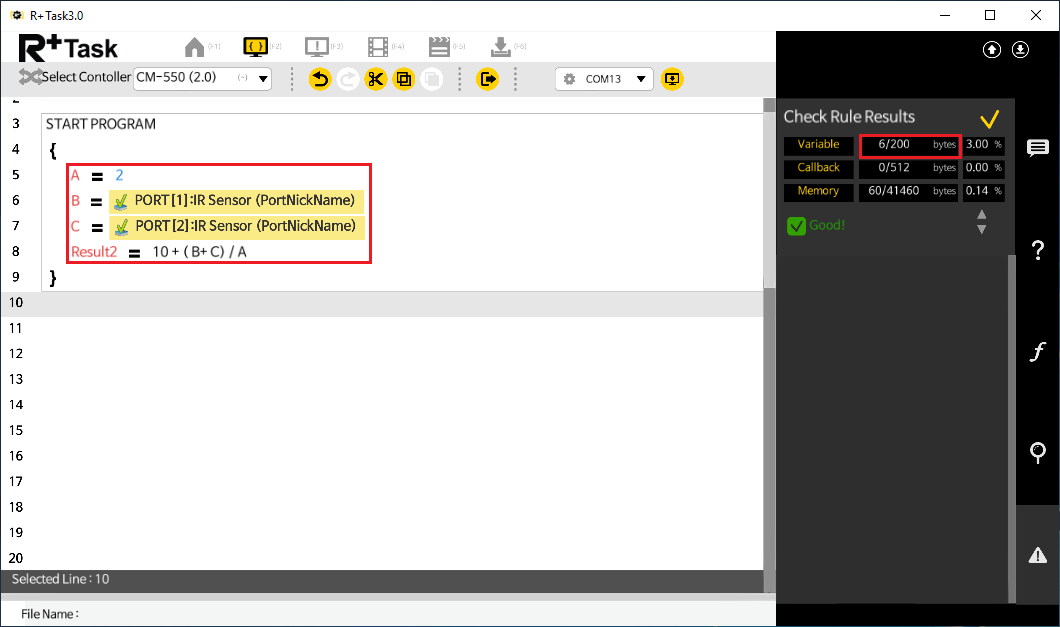 R+ Task3.0
R+Task (F1) (F2) (F3) (F4) (F5) (F6)
Select Contoller CM-550 (2.0) (-) COM13
2
3 START PROGRAM
4 {
5 A = 2
6 B = PORT[1]:IR Sensor (PortNickName)
7 C = PORT[2]:IR Sensor (PortNickName)
8 Result2 = 10 + ( B+ C) / A
9 }
10
11
12
13
14
15
16
17
18
19
20
Selected Line : 10
File Name :
Check Rule Results
Variable 6/200 bytes 3.00 %
Callback 0/512 bytes 0.00 %
Memory 60/41460 bytes 0.14 %
Good!
?
f